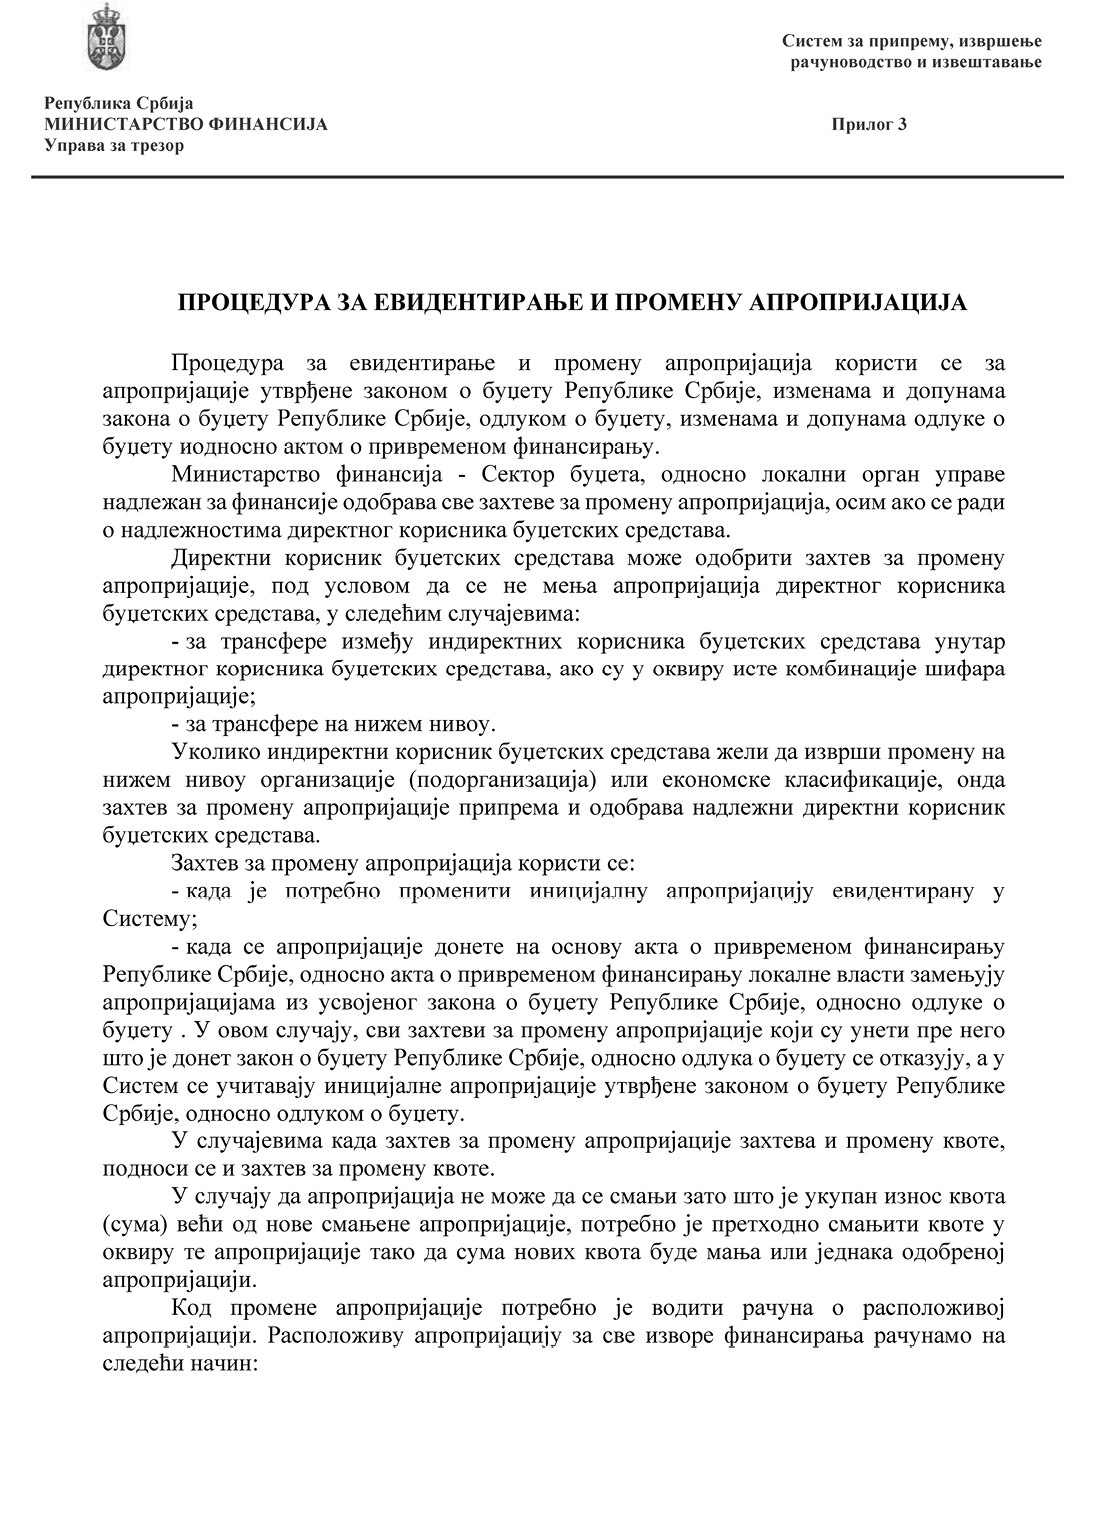 Систем за припрему, извршење
рачуноводство и извештавање
Република Србија
МИНИСТАРСТВО ФИНАНСИЈА
Прилог 3
Управа за трезор
ПРОЦЕДУРА ЗА ЕВИДЕНТИРАЊЕ И ПРОМЕНУ АПРОПРИЈАЦИЈА
Процедура за евидентирање и промену апропријација користи се за
апропријације утврђене законом о буџету Републике Србије, изменама и допунама
закона о буџету Републике Србије, одлуком о буџету, изменама и допунама одлуке о
буџету иодносно актом о привременом финансирању.
Министарство финансија - Сектор буџета, односно локални орган управе
надлежан за финансије одобрава све захтеве за промену апропријација, осим ако се ради
о надлежностима директног корисника буџетских средстава.
Директни корисник буџетских средстава може одобрити захтев за промену
апропријације, под условом да се не мења апропријација директног корисника
буџетских средстава, у следећим случајевима:
- за трансфере између индиректних корисника буџетских средстава унутар
директног корисника буџетских средстава, ако су у оквиру исте комбинације шифара
апропријације;
- за трансфере на нижем нивоу.
Уколико индиректни корисник буџетских средстава жели да изврши промену на
нижем нивоу организације (подорганизација) или економске класификације, онда
захтев за промену апропријације припрема и одобрава надлежни директни корисник
буџетских средстава.
Захтев за промену апропријација користи се:
- када је потребно променити иницијалну апропријацију евидентирану у
Систему;
- када се апропријације донете на основу акта о привременом финансирању
Републике Србије, односно акта о привременом финансирању локалне власти замењују
апропријацијама из усвојеног закона о буџету Републике Србије, односно одлуке о
буџету . У овом случају, сви захтеви за промену апропријације који су унети пре него
што је донет закон о буџету Републике Србије, односно одлука о буџету се отказују, а у
Систем се учитавају иницијалне апропријације утврђене законом о буџету Републике
Србије, односно одлуком о буџету.
У случајевима када захтев за промену апропријације захтева и промену квоте,
подноси се и захтев за промену квоте.
У случају да апропријација не може да се смањи зато што је укупан износ квота
(сума) већи од нове смањене апропријације, потребно је претходно смањити квоте у
оквиру те апропријације тако да сума нових квота буде мања или једнака одобреној
апропријацији.
Код промене апропријације потребно је водити рачуна о расположивој
апропријацији. Расположиву апропријацију за све изворе финансирања рачунамо на
следећи начин: